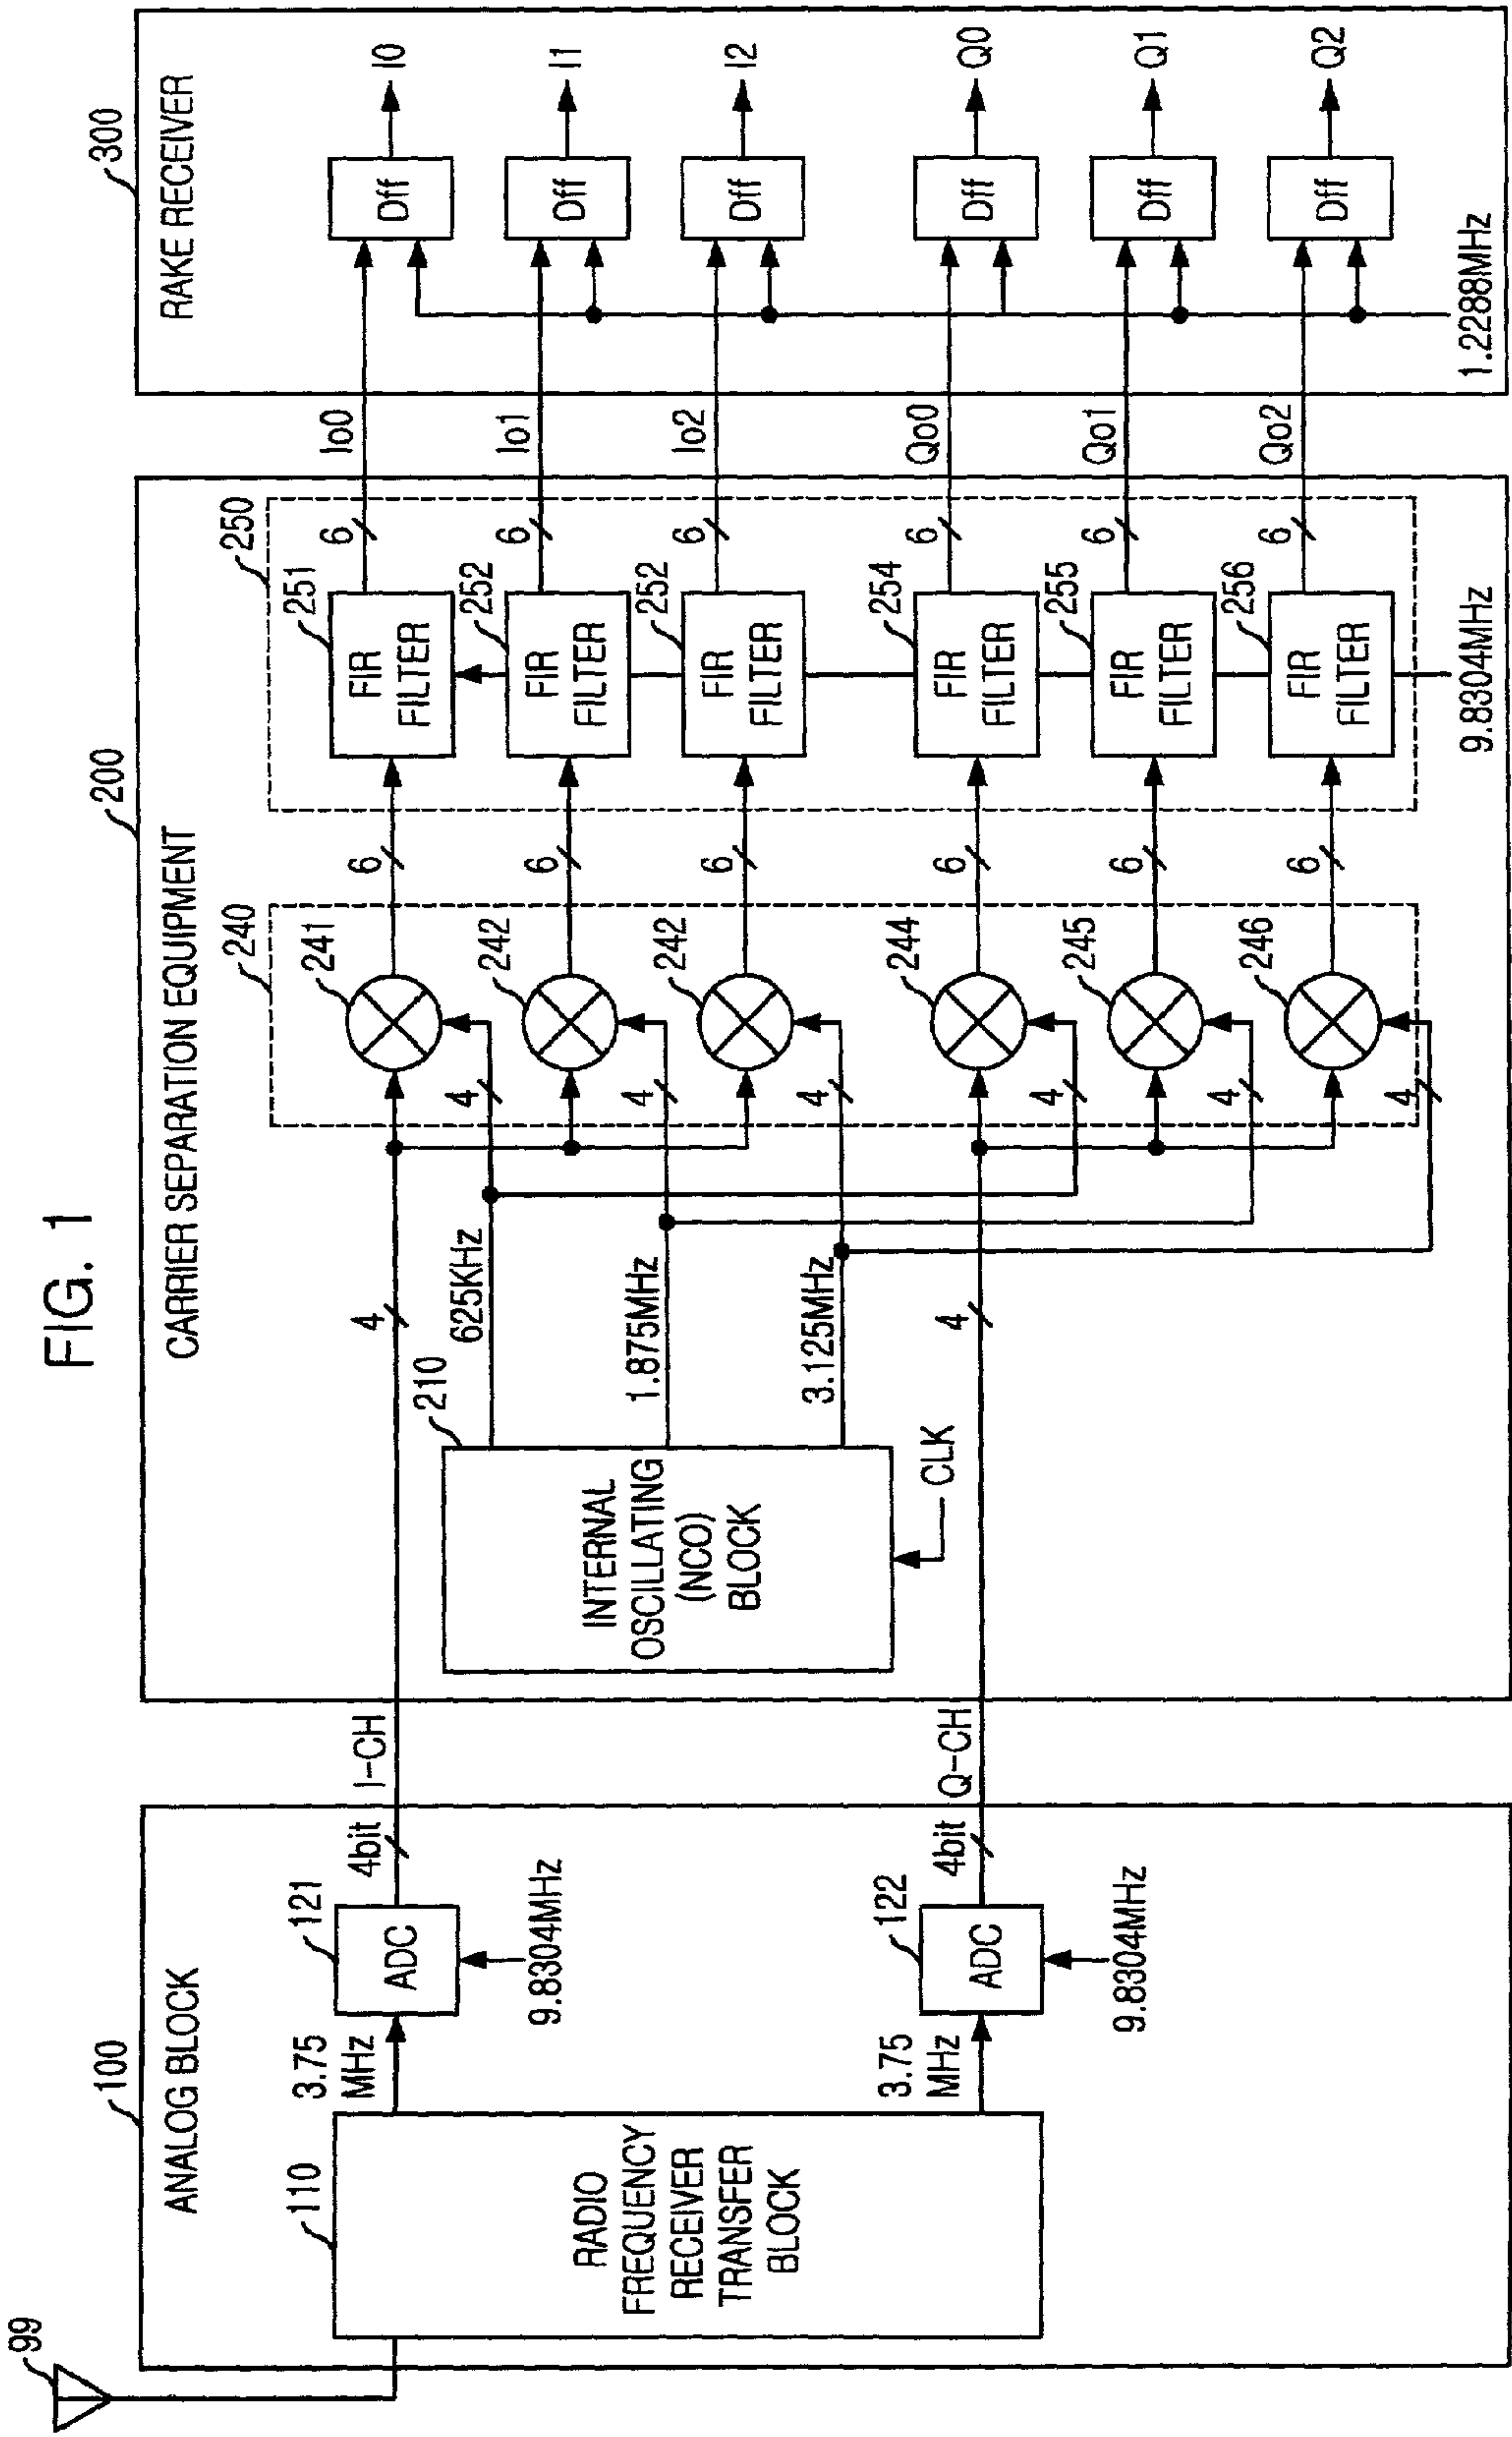 FIG. 1
99
100
ANALOG BLOCK
110
RADIO
FREQUENCY
RECEIVER
TRANSFER
BLOCK
3.75
MHz
121
ADC
9.8304MHz
4bit
I-CH
3.75
MHz
122
ADC
9.8304MHz
4bit
Q-CH
200
CARRIER SEPARATION EQUIPMENT
210
INTERNAL
OSCILLATING
(NCO)
BLOCK
CLK
4
625KHz
1.875MHz
3.125MHz
4
240
241
4
242
4
242
4
244
4
245
4
246
4
6
6
6
6
6
6
250
251
FIR
FILTER
6
252
FIR
FILTER
6
252
FIR
FILTER
6
254
FIR
FILTER
6
255
FIR
FILTER
6
256
FIR
FILTER
6
9.8304MHz
Io0
Io1
Io2
Qo0
Qo1
Qo2
300
RAKE RECEIVER
Dff
I0
Dff
I1
Dff
I2
Dff
Q0
Dff
Q1
Dff
Q2
1.2288MHz